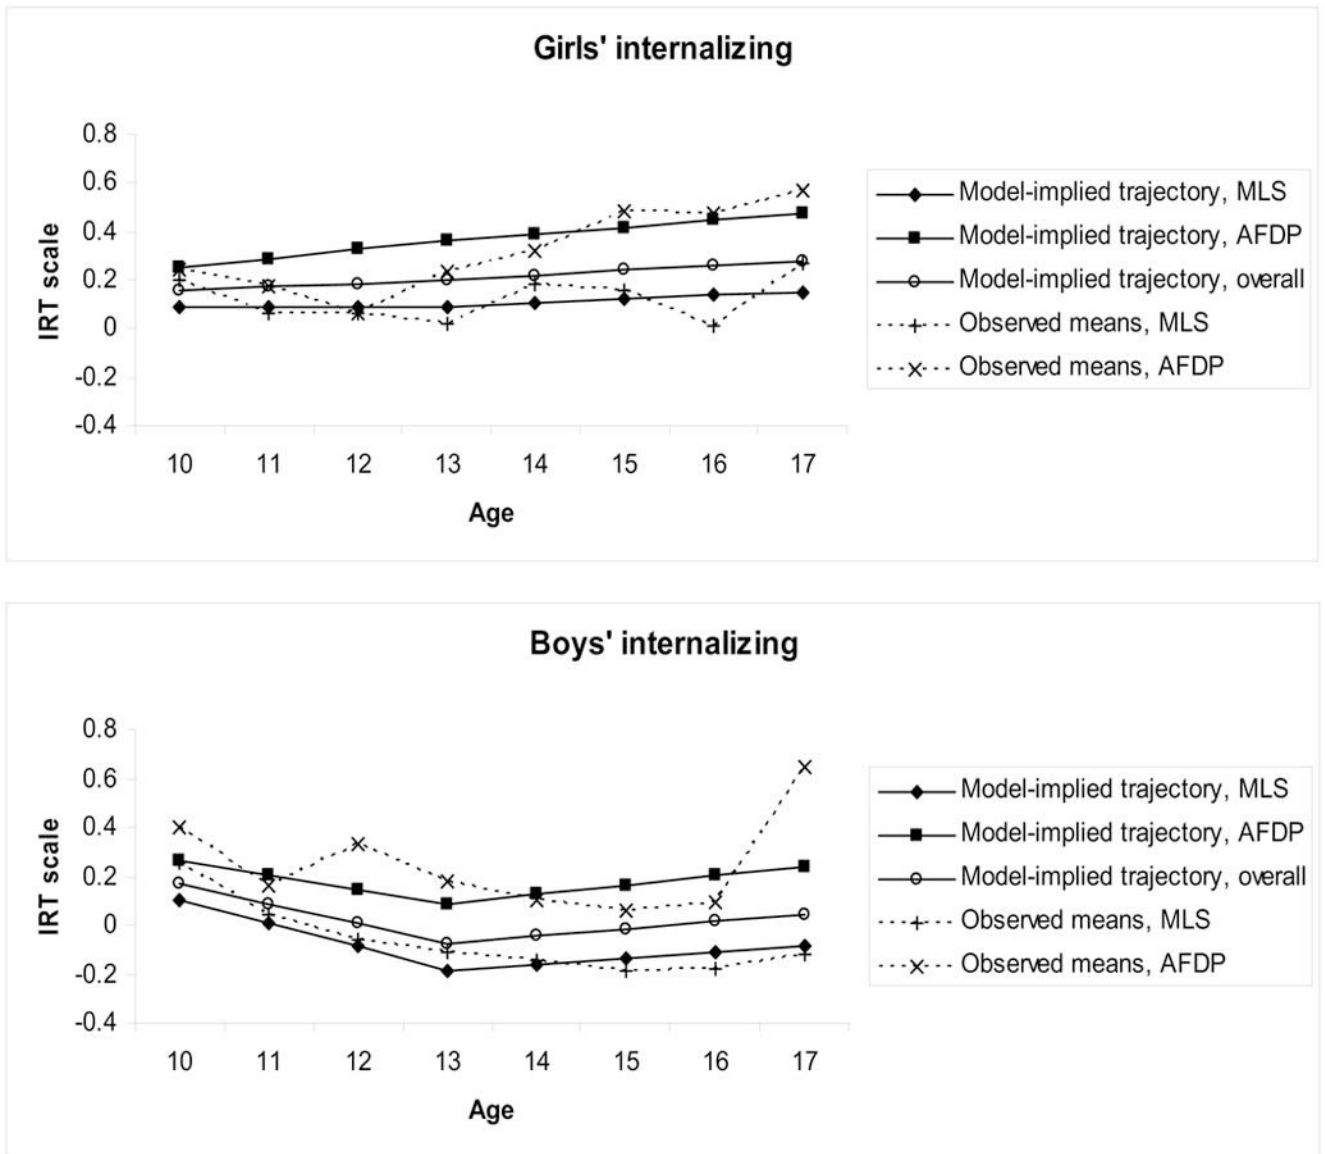 Girls' internalizing
0.8
0.6
0.4
0.2
0
-0.2
-0.4
IRT scale
10 11 12 13 14 15 16 17
Age
Model-implied trajectory, MLS
Model-implied trajectory, AFDP
Model-implied trajectory, overall
Observed means, MLS
Observed means, AFDP
Boys' internalizing
0.8
0.6
0.4
0.2
0
-0.2
-0.4
IRT scale
10 11 12 13 14 15 16 17
Age
Model-implied trajectory, MLS
Model-implied trajectory, AFDP
Model-implied trajectory, overall
Observed means, MLS
Observed means, AFDP